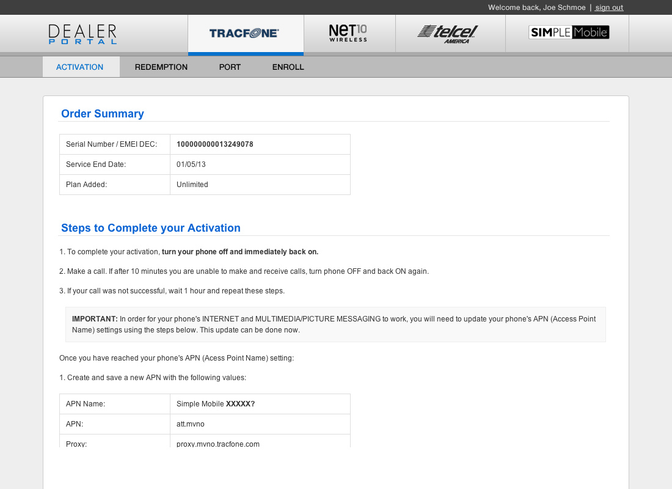 Welcome back, Joe Schmoe | sign out
DEALER
PORTAL
TRACFONE
NET10
WIRELESS
telcel
AMERICA
SIMPLE Mobile
ACTIVATION REDEMPTION PORT ENROLL
Order Summary
Serial Number / EMEI DEC: 100000000013249078
Service End Date: 01/05/13
Plan Added: Unlimited
Steps to Complete your Activation
1. To complete your activation, turn your phone off and immediately back on.
2. Make a call. If after 10 minutes you are unable to make and receive calls, turn phone OFF and back ON again.
3. If your call was not successful, wait 1 hour and repeat these steps.
IMPORTANT: In order for your phone's INTERNET and MULTIMEDIA/PICTURE MESSAGING to work, you will need to update your phone's APN (Access Point
Name) settings using the steps below. This update can be done now.
Once you have reached your phone's APN (Acess Point Name) setting:
1. Create and save a new APN with the following values:
APN Name: Simple Mobile XXXXX?
APN: att.mvno
Proxy: proxy.mvno.tracfone.com